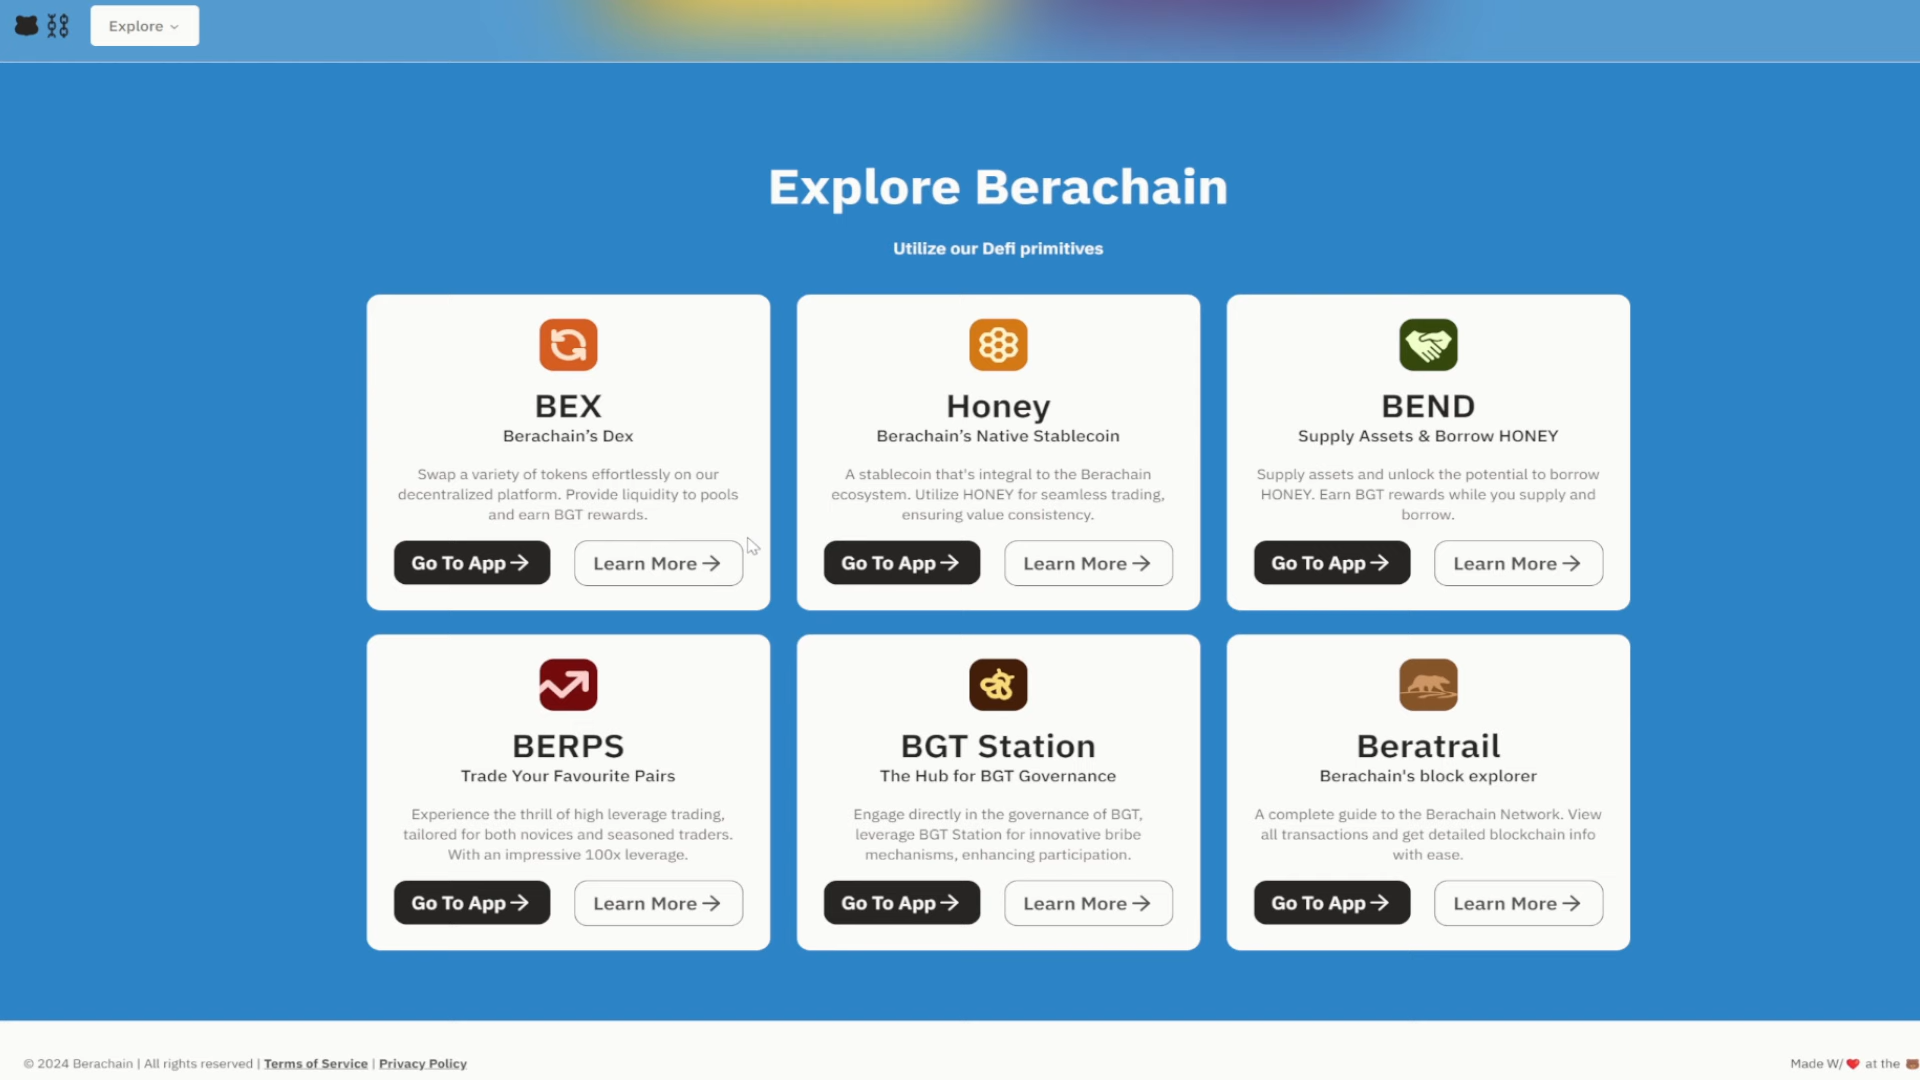 Explore
Explore Berachain
Utilize our Defi primitives
BEX
Berachain’s Dex
Swap a variety of tokens effortlessly on our
decentralized platform. Provide liquidity to pools
and earn BGT rewards.
Go To App
Learn More
Honey
Berachain’s Native Stablecoin
A stablecoin that's integral to the Berachain
ecosystem. Utilize HONEY for seamless trading,
ensuring value consistency.
Go To App
Learn More
BEND
Supply Assets & Borrow HONEY
Supply assets and unlock the potential to borrow
HONEY. Earn BGT rewards while you supply and
borrow.
Go To App
Learn More
BERPS
Trade Your Favourite Pairs
Experience the thrill of high leverage trading,
tailored for both novices and seasoned traders.
With an impressive 100x leverage.
Go To App
Learn More
BGT Station
The Hub for BGT Governance
Engage directly in the governance of BGT,
leverage BGT Station for innovative bribe
mechanisms, enhancing participation.
Go To App
Learn More
Beratrail
Berachain's block explorer
A complete guide to the Berachain Network. View
all transactions and get detailed blockchain info
with ease.
Go To App
Learn More
© 2024 Berachain | All rights reserved | Terms of Service | Privacy Policy
Made W/ ❤️ at the 🐻